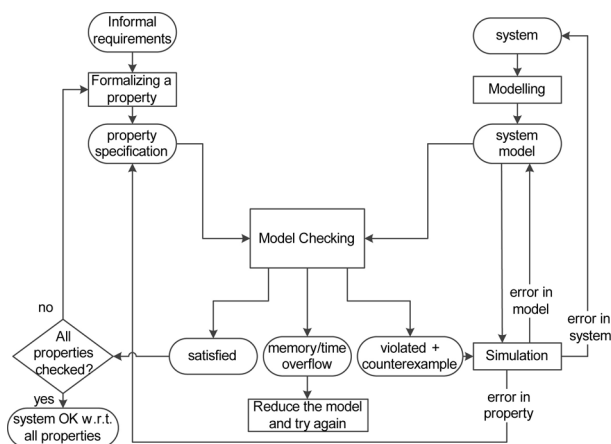 Informal
requirements
system
Formalizing a
property
Modelling
property
specification
system
model
Model Checking
no
error in
model
error in
system
All
properties
checked?
satisfied
memory/time
overflow
violated +
counterexample
Simulation
yes
Reduce the model
and try again
error in
property
system OK w.r.t.
all properties